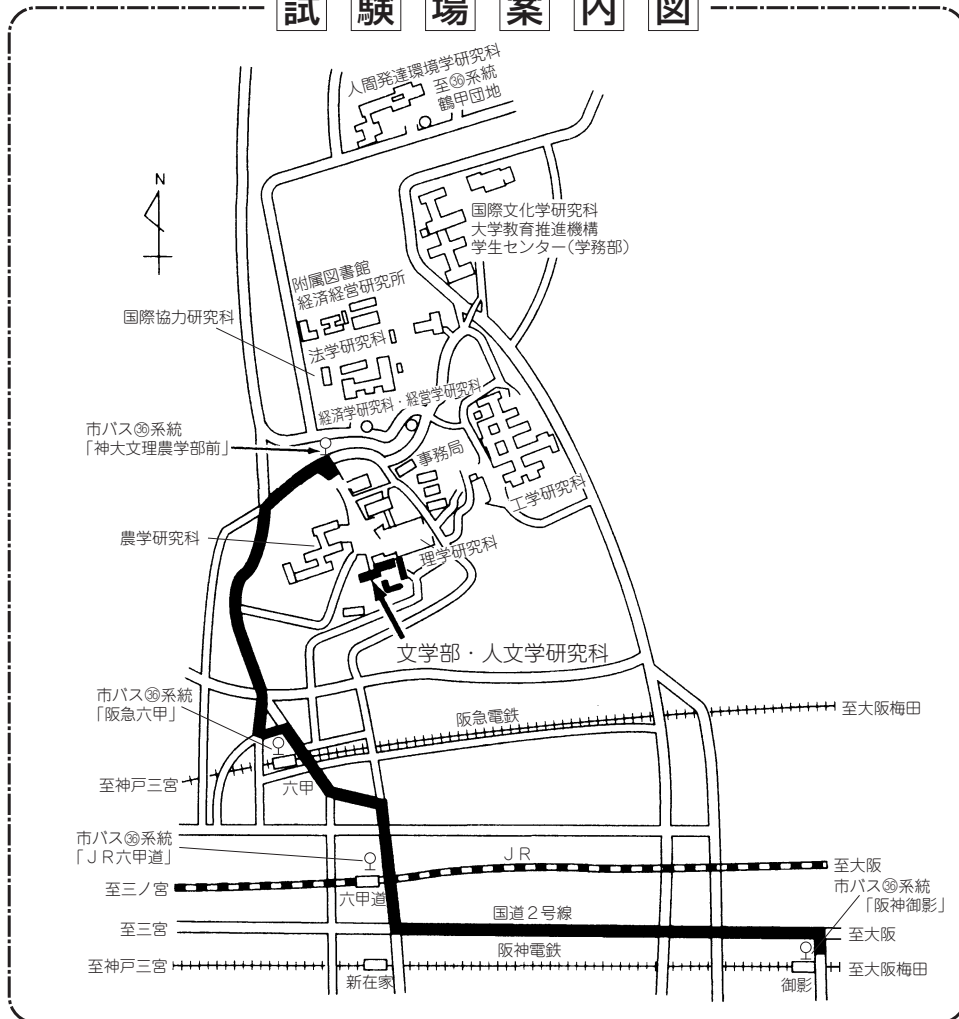 試験場案内図
人間発達環境学研究科
至㊱系統
鶴甲団地
N
国際文化学研究科
大学教育推進機構
学生センター（学務部）
附属図書館
経済経営研究所
国際協力研究科
法学研究科
経済学研究科・経営学研究科
市バス㊱系統
「神大文理農学部前」
事務局
工学研究科
農学研究科
理学研究科
文学部・人文学研究科
市バス㊱系統
「阪急六甲」
阪急電鉄
至大阪梅田
至神戸三宮
六甲
市バス㊱系統
「ＪＲ六甲道」
ＪＲ
至大阪
至三ノ宮
六甲道
市バス㊱系統
「阪神御影」
国道２号線
至三宮
至大阪
阪神電鉄
至神戸三宮
至大阪梅田
新在家
御影